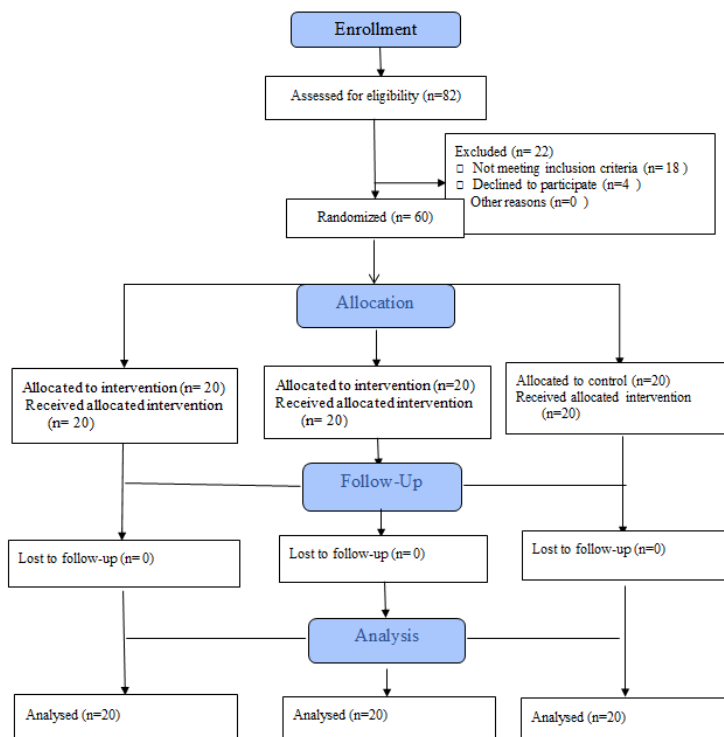 Enrollment
Assessed for eligibility (n=82)
Excluded (n= 22)
□ Not meeting inclusion criteria (n= 18 )
□ Declined to participate (n=4 )
Other reasons (n=0 )
Randomized (n= 60)
Allocation
Allocated to intervention (n= 20)
Received allocated intervention
(n= 20)
Allocated to intervention (n=20)
Received allocated intervention
(n= 20)
Allocated to control (n=20)
Received allocated intervention
(n=20)
Follow-Up
Lost to follow-up (n= 0)
Lost to follow-up (n= 0)
Lost to follow-up (n=0)
Analysis
Analysed (n=20)
Analysed (n=20)
Analysed (n=20)